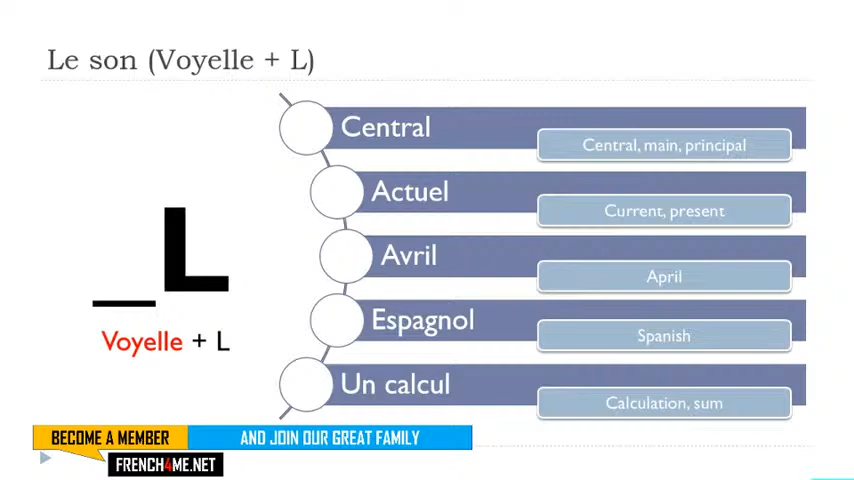 Le son (Voyelle + L)
_L
Voyelle + L
Central
Central, main, principal
Actuel
Current, present
Avril
April
Espagnol
Spanish
Un calcul
Calculation, sum
BECOME A MEMBER
AND JOIN OUR GREAT FAMILY
FRENCH4ME.NET